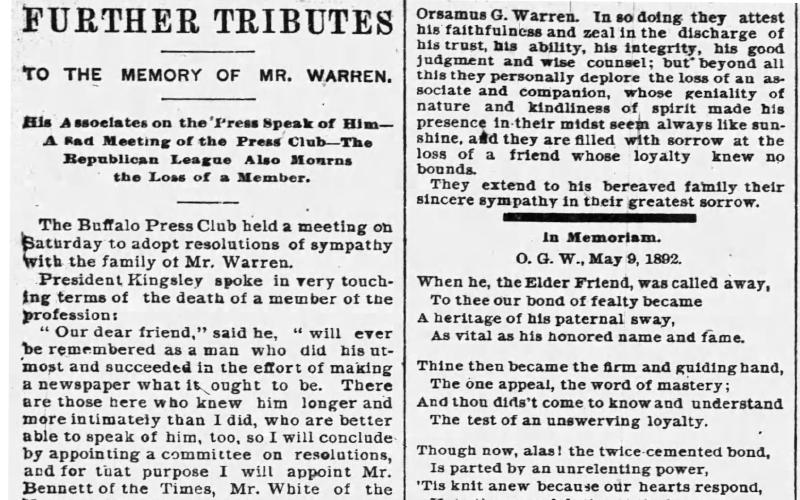 FURTHER TRIBUTES
TO THE MEMORY OF MR. WARREN.
His Associates on the Press Speak of Him—
A Sad Meeting of the Press Club—The
Republican League Also Mourns
the Loss of a Member.
The Buffalo Press Club held a meeting on
Saturday to adopt resolutions of sympathy
with the family of Mr. Warren.
President Kingsley spoke in very touch-
ing terms of the death of a member of the
profession:
" Our dear friend," said he, " will ever
be remembered as a man who did his ut-
most and succeeded in the effort of making
a newspaper what it ought to be. There
are those here who knew him longer and
more intimately than I did, who are better
able to speak of him, too, so I will conclude
by appointing a committee on resolutions,
and for that purpose I will appoint Mr.
Bennett of the Times, Mr. White of the
Orsamus G. Warren. In so doing they attest
his faithfulness and zeal in the discharge of
his trust, his ability, his integrity, his good
judgment and wise counsel; but beyond all
this they personally deplore the loss of an as-
sociate and companion, whose geniality of
nature and kindliness of spirit made his
presence in their midst seem always like sun-
shine, and they are filled with sorrow at the
loss of a friend whose loyalty knew no
bounds.
They extend to his bereaved family their
sincere sympathy in their greatest sorrow.
In Memoriam.
O. G. W., May 9, 1892.
When he, the Elder Friend, was called away,
To thee our bond of fealty became
A heritage of his paternal sway,
As vital as his honored name and fame.
Thine then became the firm and guiding hand,
The one appeal, the word of mastery;
And thou dids't come to know and understand
The test of an unswerving loyalty.
Though now, alas! the twice-cemented bond,
Is parted by an unrelenting power,
'Tis knit anew because our hearts respond,